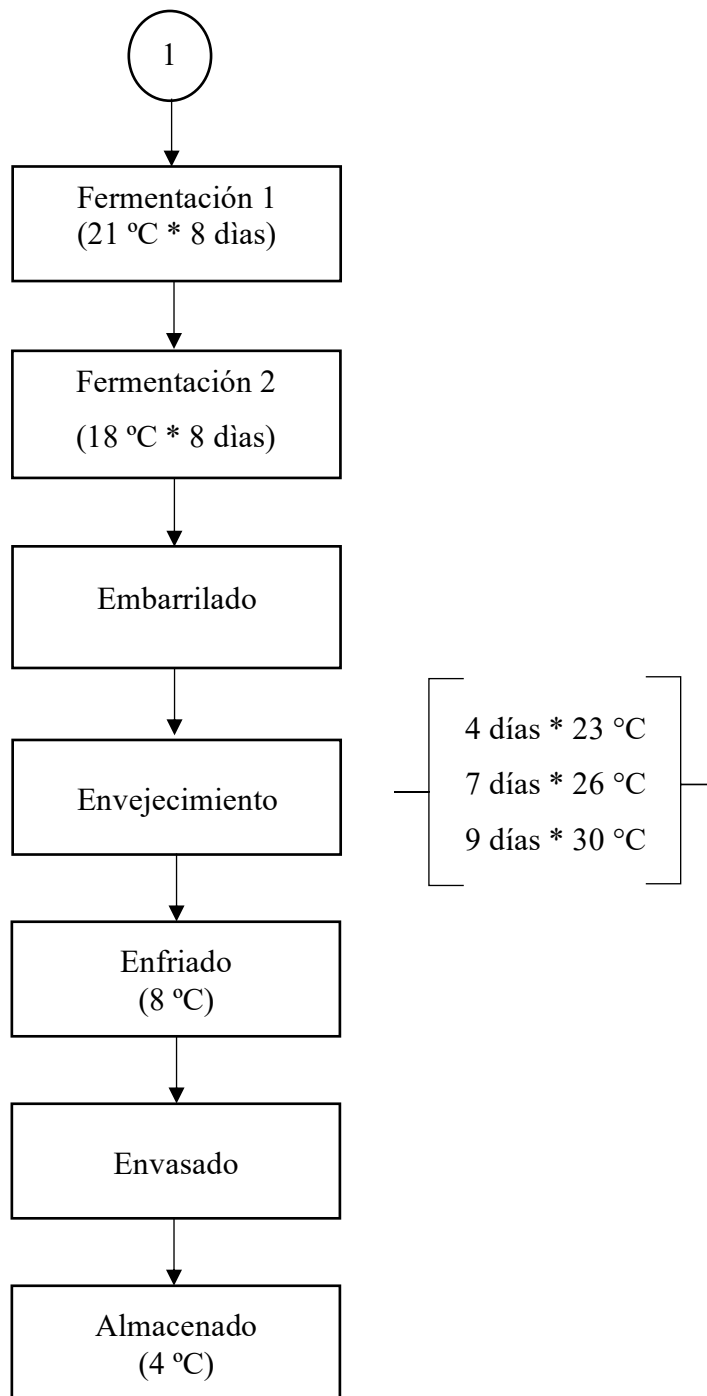 1
Fermentación 1
(21 ºC * 8 dìas)
Fermentación 2
(18 ºC * 8 dìas)
Embarrilado
Envejecimiento
4 días * 23 °C
7 días * 26 °C
9 días * 30 °C
Enfriado
(8 ºC)
Envasado
Almacenado
(4 ºC)